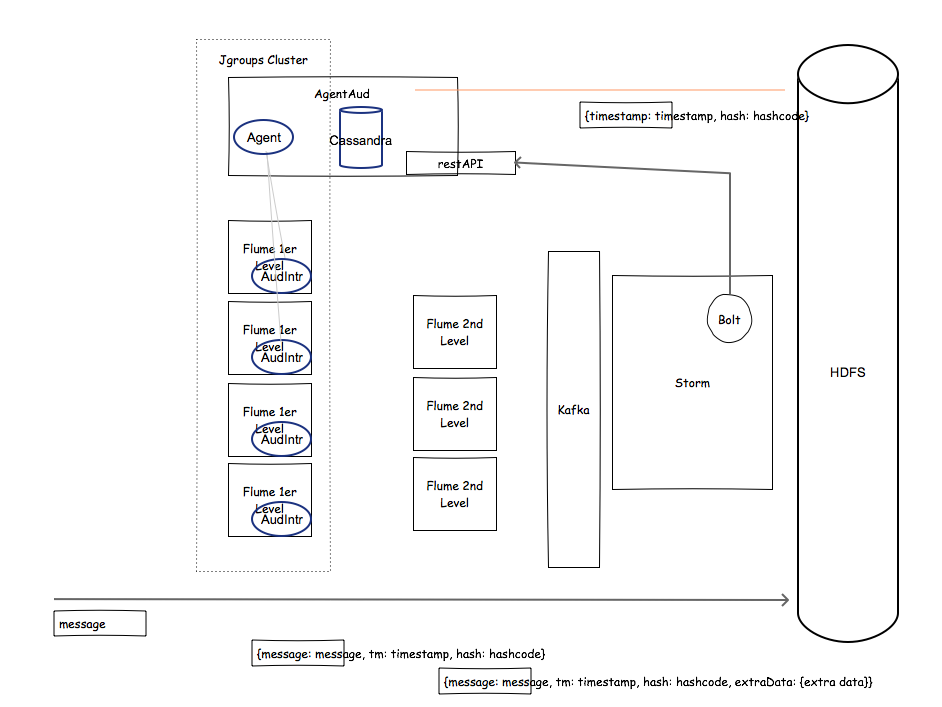 Jgroups Cluster
AgentAud
{timestamp: timestamp, hash: hashcode}
Agent
Cassandra
restAPI
Flume 1er
Level
AudIntr
Flume 1er
Level
AudIntr
Flume 1er
Level
AudIntr
Flume 1er
Level
AudIntr
Flume 2nd
Level
Flume 2nd
Level
Flume 2nd
Level
Kafka
Bolt
Storm
HDFS
message
{message: message, tm: timestamp, hash: hashcode}
{message: message, tm: timestamp, hash: hashcode, extraData: {extra data}}